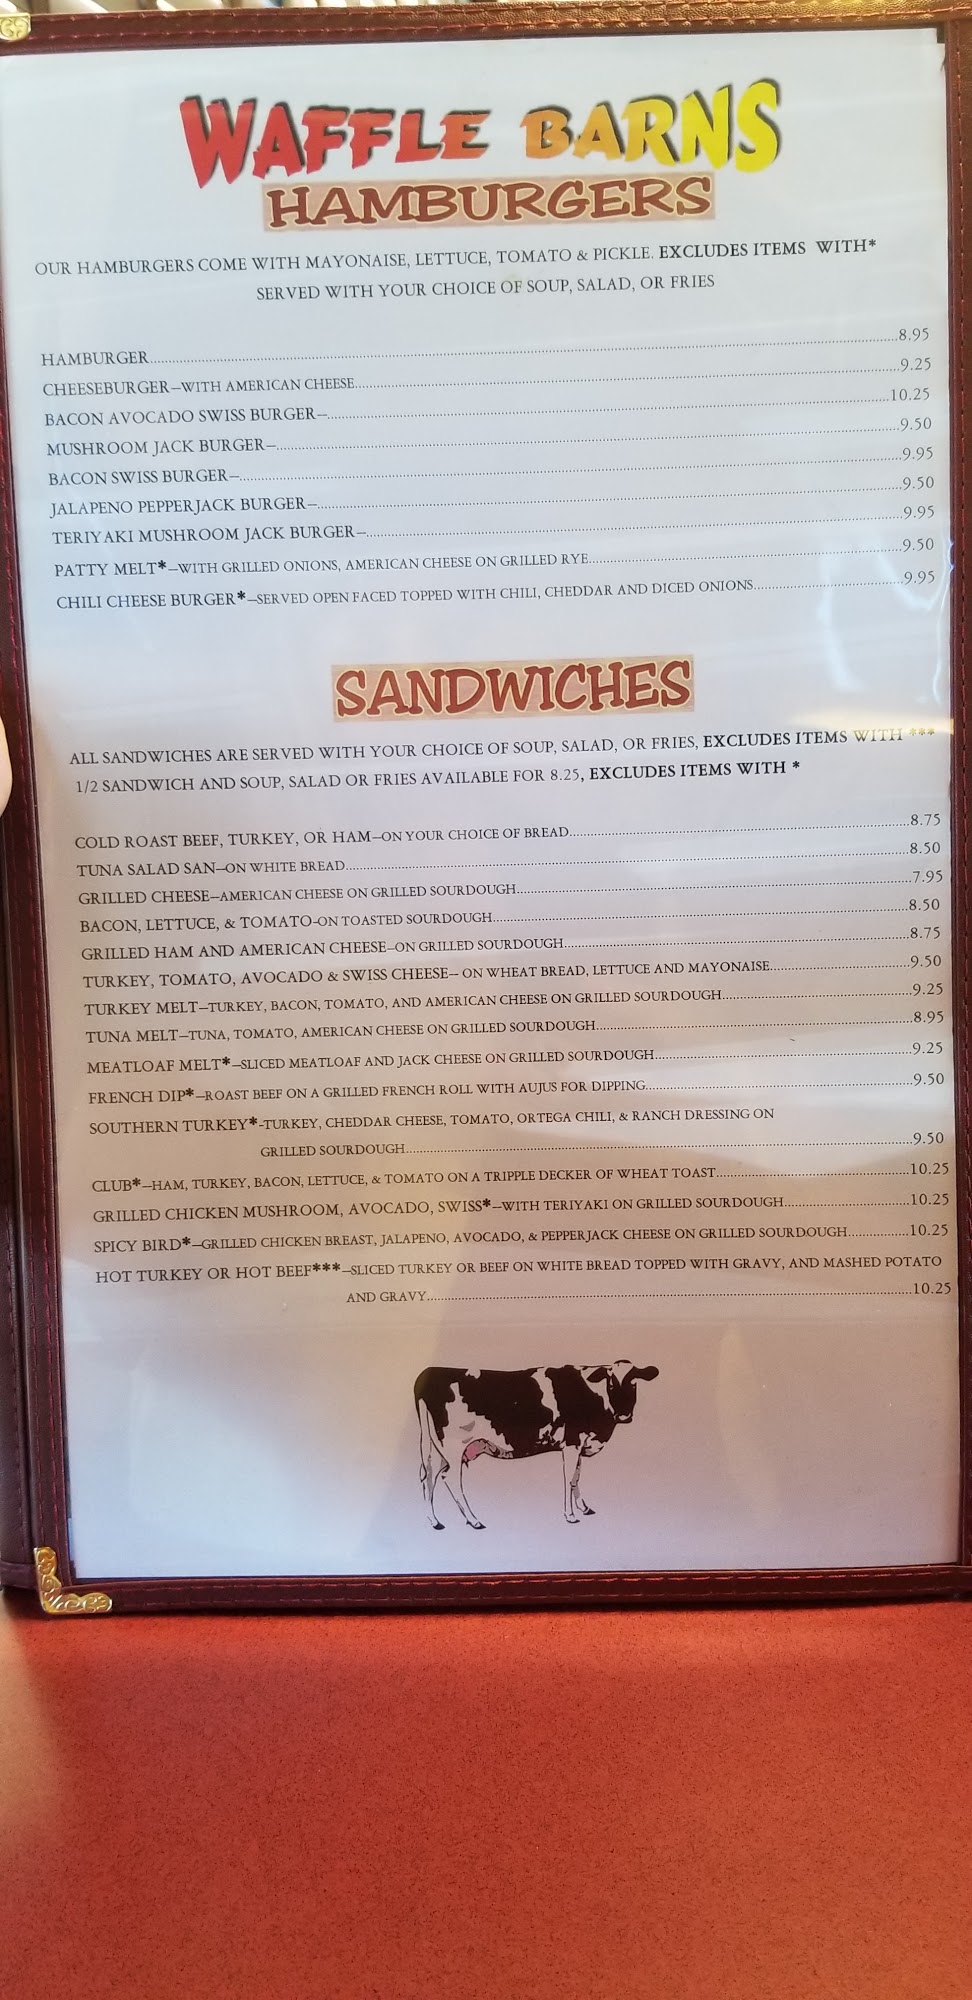 WAFFLE BARNS
HAMBURGERS
OUR HAMBURGERS COME WITH MAYONAISE, LETTUCE, TOMATO & PICKLE. EXCLUDES ITEMS WITH*
SERVED WITH YOUR CHOICE OF SOUP, SALAD, OR FRIES
HAMBURGER....8.95
CHEESEBURGER–WITH AMERICAN CHEESE....9.25
BACON AVOCADO SWISS BURGER–....10.25
MUSHROOM JACK BURGER–....9.50
BACON SWISS BURGER–....9.95
JALAPENO PEPPERJACK BURGER–....9.50
TERIYAKI MUSHROOM JACK BURGER–....9.95
PATTY MELT*–WITH GRILLED ONIONS, AMERICAN CHEESE ON GRILLED RYE....9.50
CHILI CHEESE BURGER*–SERVED OPEN FACED TOPPED WITH CHILI, CHEDDAR AND DICED ONIONS....9.95
SANDWICHES
ALL SANDWICHES ARE SERVED WITH YOUR CHOICE OF SOUP, SALAD, OR FRIES, EXCLUDES ITEMS WITH ***
1/2 SANDWICH AND SOUP, SALAD OR FRIES AVAILABLE FOR 8.25, EXCLUDES ITEMS WITH *
COLD ROAST BEEF, TURKEY, OR HAM–ON YOUR CHOICE OF BREAD....8.75
TUNA SALAD SAN–ON WHITE BREAD....8.50
GRILLED CHEESE–AMERICAN CHEESE ON GRILLED SOURDOUGH....7.95
BACON, LETTUCE, & TOMATO-ON TOASTED SOURDOUGH....8.50
GRILLED HAM AND AMERICAN CHEESE–ON GRILLED SOURDOUGH....8.75
TURKEY, TOMATO, AVOCADO & SWISS CHEESE– ON WHEAT BREAD, LETTUCE AND MAYONAISE....9.50
TURKEY MELT–TURKEY, BACON, TOMATO, AND AMERICAN CHEESE ON GRILLED SOURDOUGH....9.25
TUNA MELT–TUNA, TOMATO, AMERICAN CHEESE ON GRILLED SOURDOUGH....8.95
MEATLOAF MELT*–SLICED MEATLOAF AND JACK CHEESE ON GRILLED SOURDOUGH....9.25
FRENCH DIP*–ROAST BEEF ON A GRILLED FRENCH ROLL WITH AUJUS FOR DIPPING....9.50
SOUTHERN TURKEY*-TURKEY, CHEDDAR CHEESE, TOMATO, ORTEGA CHILI, & RANCH DRESSING ON
GRILLED SOURDOUGH....9.50
CLUB*–HAM, TURKEY, BACON, LETTUCE, & TOMATO ON A TRIPPLE DECKER OF WHEAT TOAST....10.25
GRILLED CHICKEN MUSHROOM, AVOCADO, SWISS*–WITH TERIYAKI ON GRILLED SOURDOUGH....10.25
SPICY BIRD*–GRILLED CHICKEN BREAST, JALAPENO, AVOCADO, & PEPPERJACK CHEESE ON GRILLED SOURDOUGH....10.25
HOT TURKEY OR HOT BEEF***–SLICED TURKEY OR BEEF ON WHITE BREAD TOPPED WITH GRAVY, AND MASHED POTATO
AND GRAVY....10.25